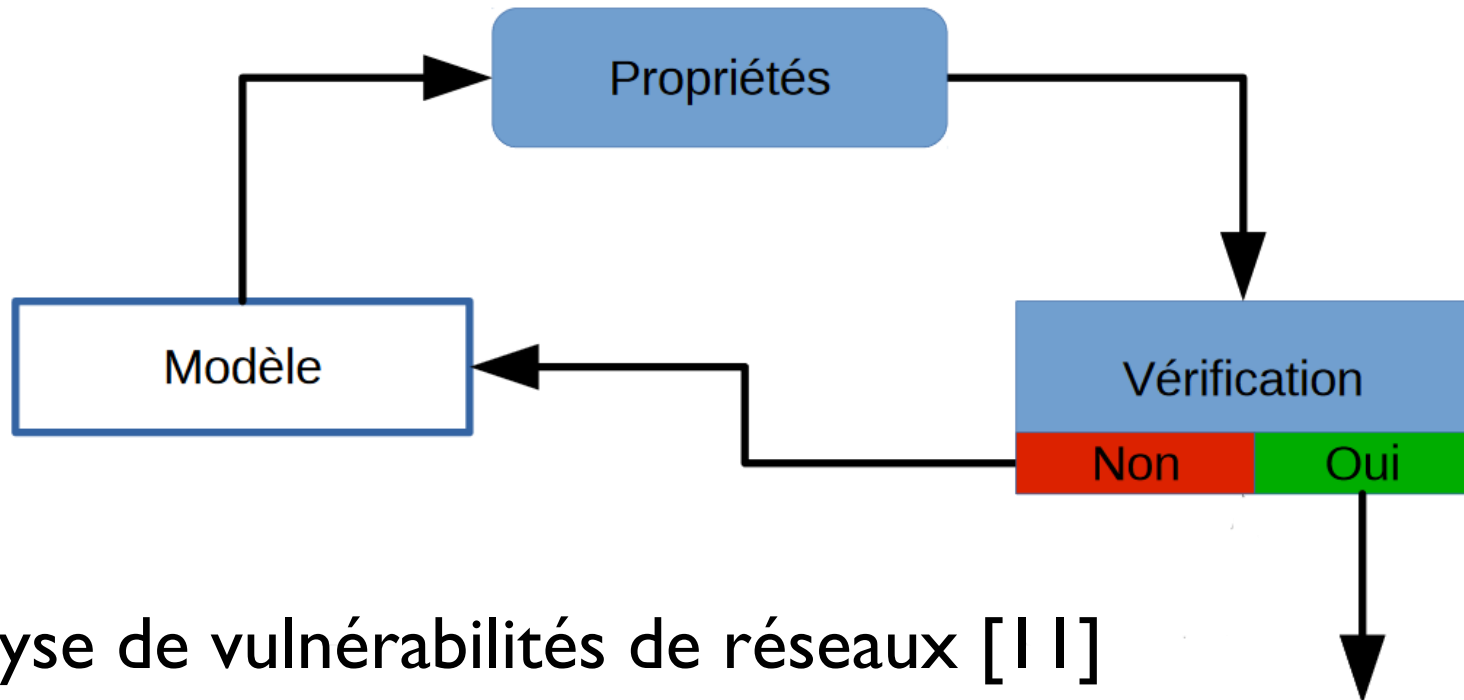 Propriétés
Modèle
Vérification
Non
Oui
yse de vulnérabilités de réseaux [11]